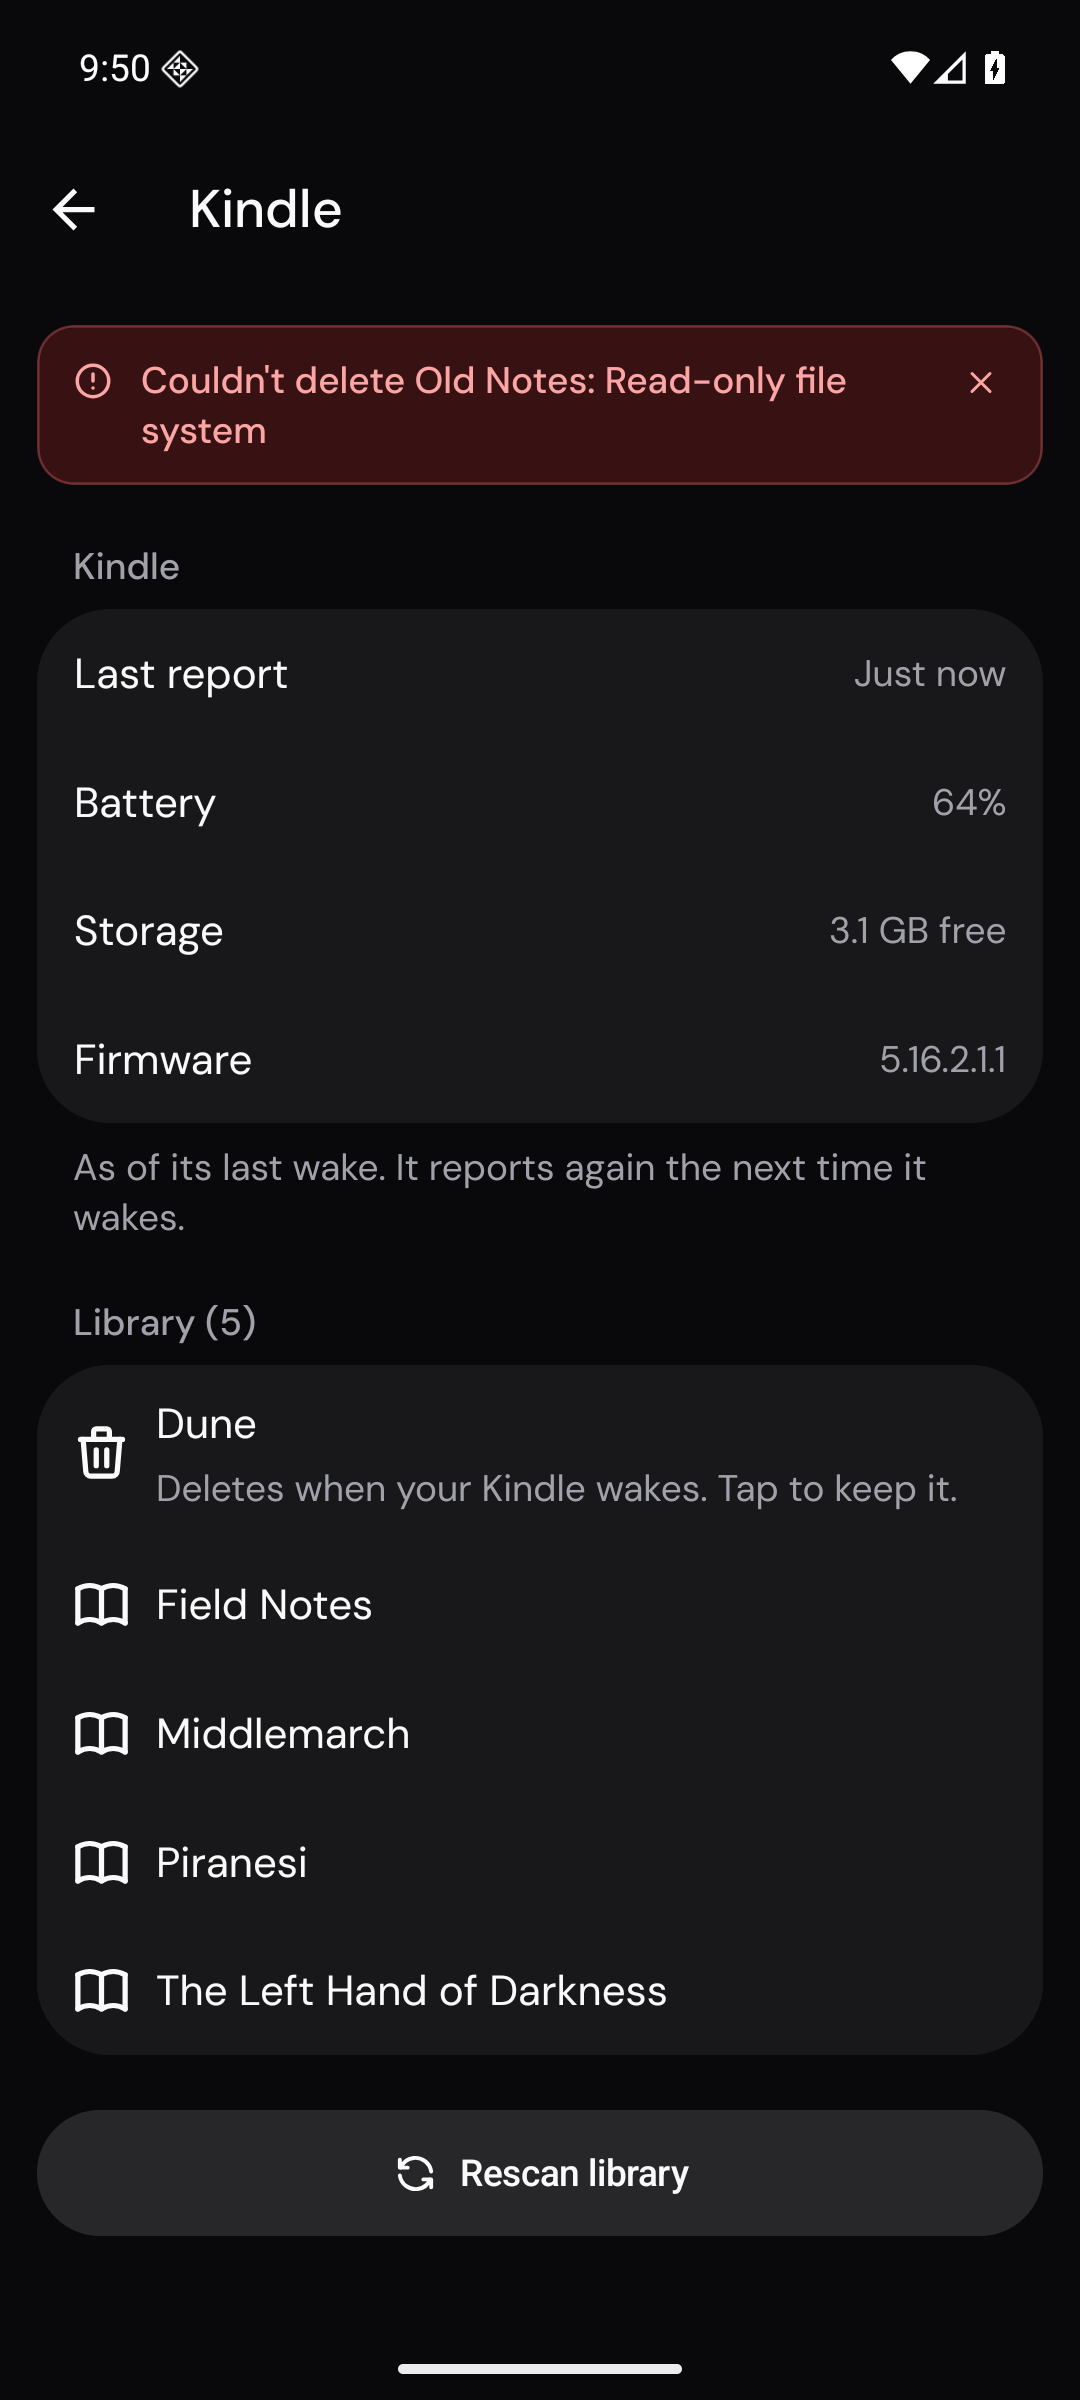 9:50
Kindle
Couldn't delete Old Notes: Read-only file
system
Kindle
Last report
Just now
Battery
64%
Storage
3.1 GB free
Firmware
5.16.2.1.1
As of its last wake. It reports again the next time it
wakes.
Library (5)
Dune
Deletes when your Kindle wakes. Tap to keep it.
Field Notes
Middlemarch
Piranesi
The Left Hand of Darkness
Rescan library